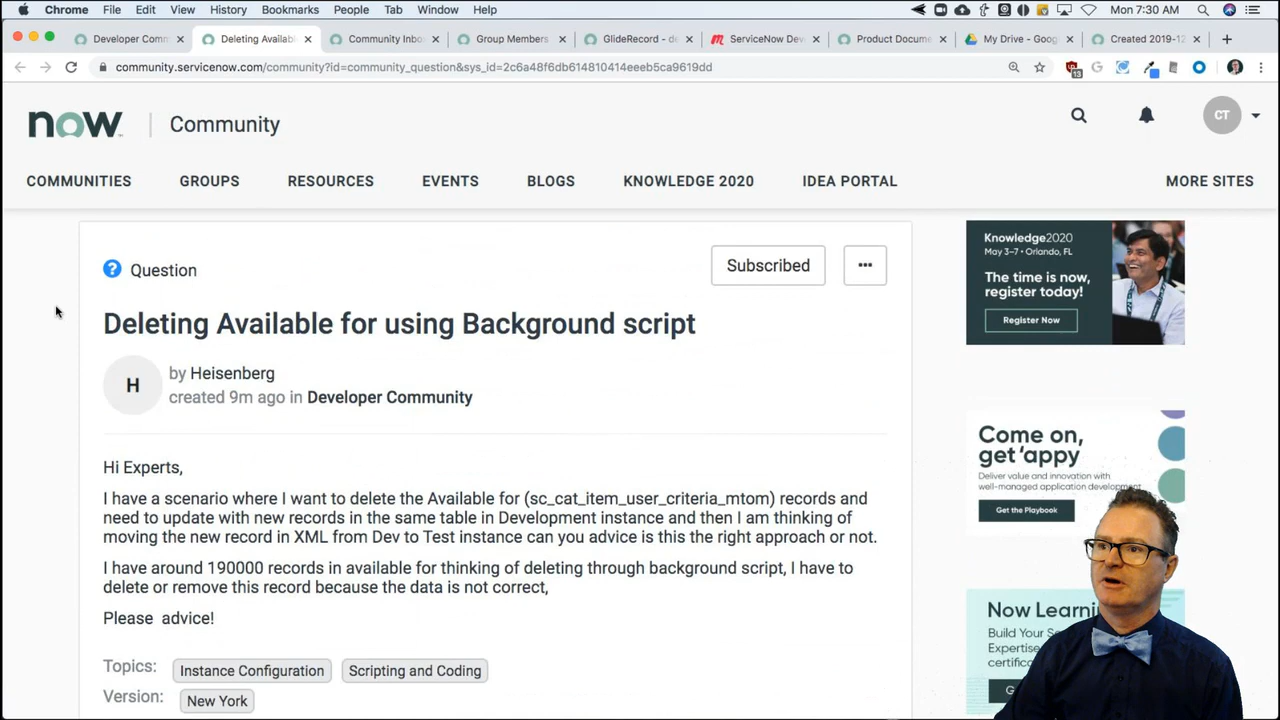 Chrome File Edit View History Bookmarks People Tab Window Help Mon 7:30 AM
Developer Com
Deleting Availabl
Community Inbo
Group Members
GlideRecord - de
ServiceNow Dev
Product Docume
My Drive - Goog
Created 2019-12
community.servicenow.com/community?id=community_question&sys_id=2c6a48f6db614810414eeeb5ca9619dd
13
now
Community
CT
COMMUNITIES GROUPS RESOURCES EVENTS BLOGS KNOWLEDGE 2020 IDEA PORTAL MORE SITES
? Question
Subscribed
Deleting Available for using Background script
H
by Heisenberg
created 9m ago in Developer Community
Hi Experts,
I have a scenario where I want to delete the Available for (sc_cat_item_user_criteria_mtom) records and
need to update with new records in the same table in Development instance and then I am thinking of
moving the new record in XML from Dev to Test instance can you advice is this the right approach or not.
I have around 190000 records in available for thinking of deleting through background script, I have to
delete or remove this record because the data is not correct,
Please advice!
Topics: Instance Configuration Scripting and Coding
Version: New York
Knowledge2020
May 3–7 • Orlando, FL
The time is now,
register today!
Register Now
Come on,
get 'appy
Deliver value and innovation with
well-managed application development
Get the Playbook
Now Learni
Build Your Se
Expertise
certific
G